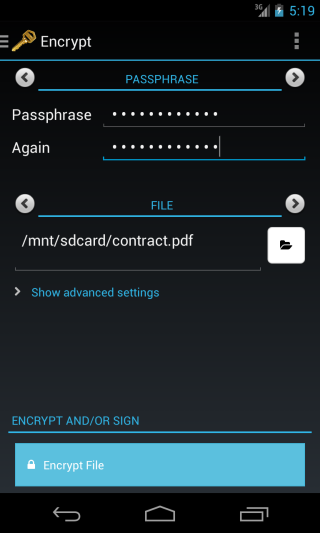 3G 5:19
Encrypt
PASSPHRASE
Passphrase ••••••••••••
Again ••••••••••••
FILE
/mnt/sdcard/contract.pdf
Show advanced settings
ENCRYPT AND/OR SIGN
Encrypt File